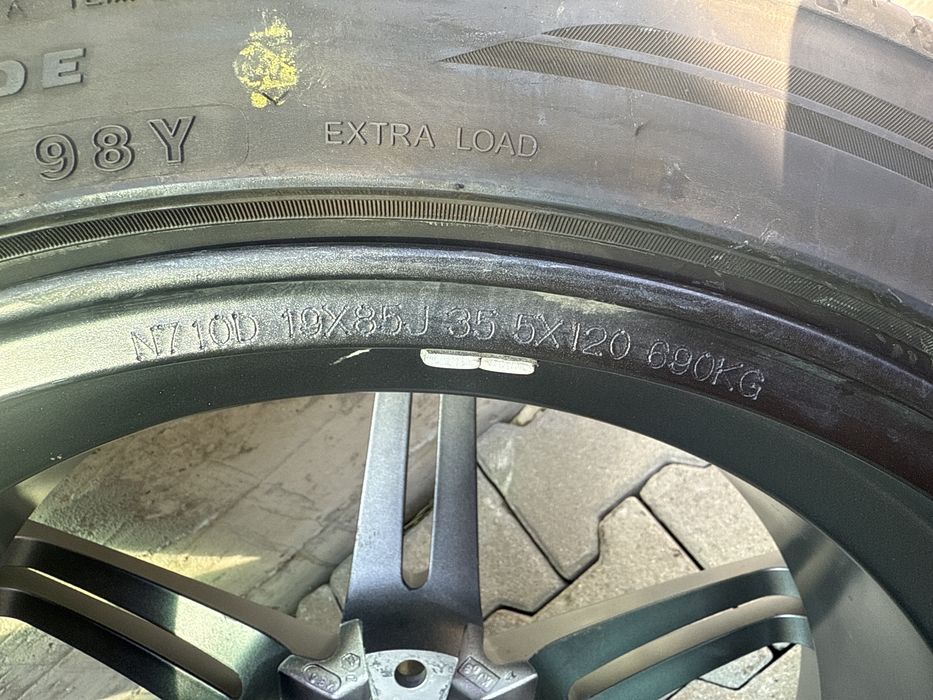 DE
98Y EXTRA LOAD
N710D 19X85J 35 5X120 690KG